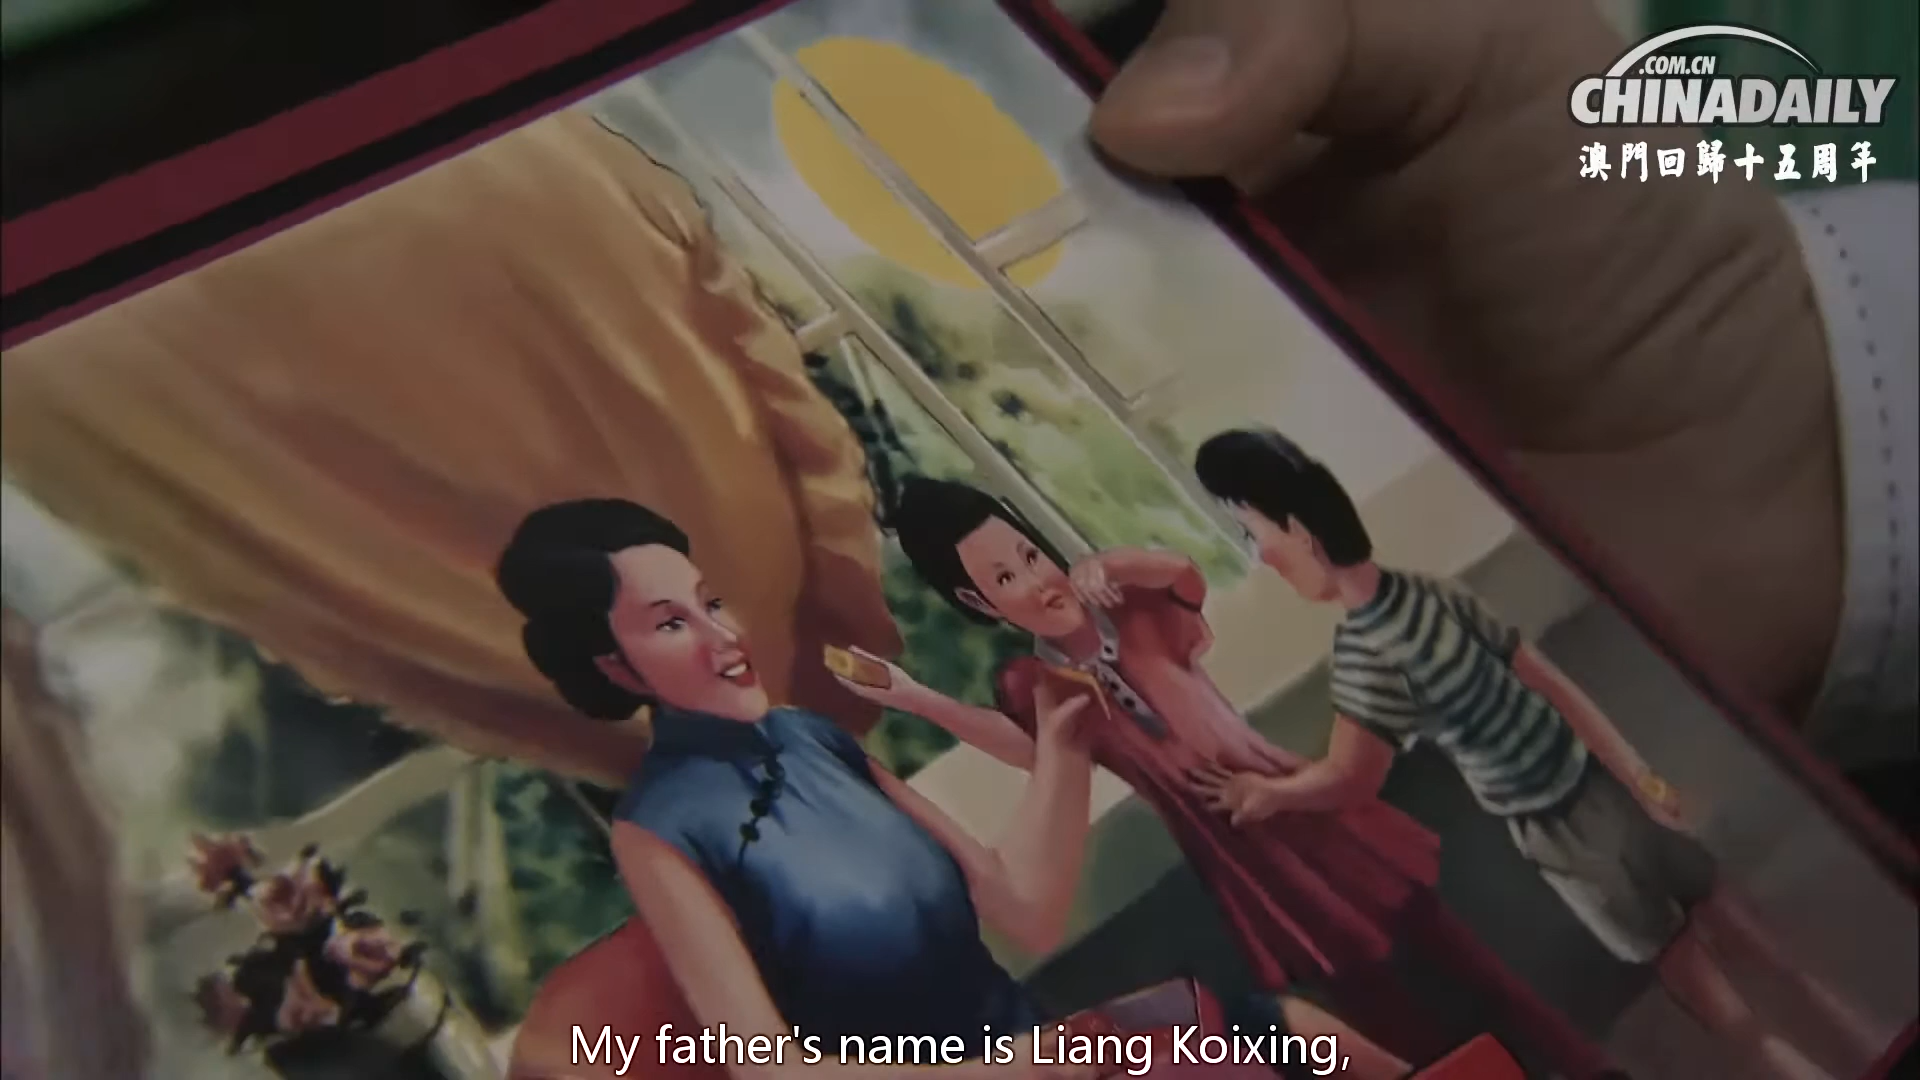 .COM.CN
CHINADAILY
澳門回歸十五周年
My father's name is Liang Koixing,